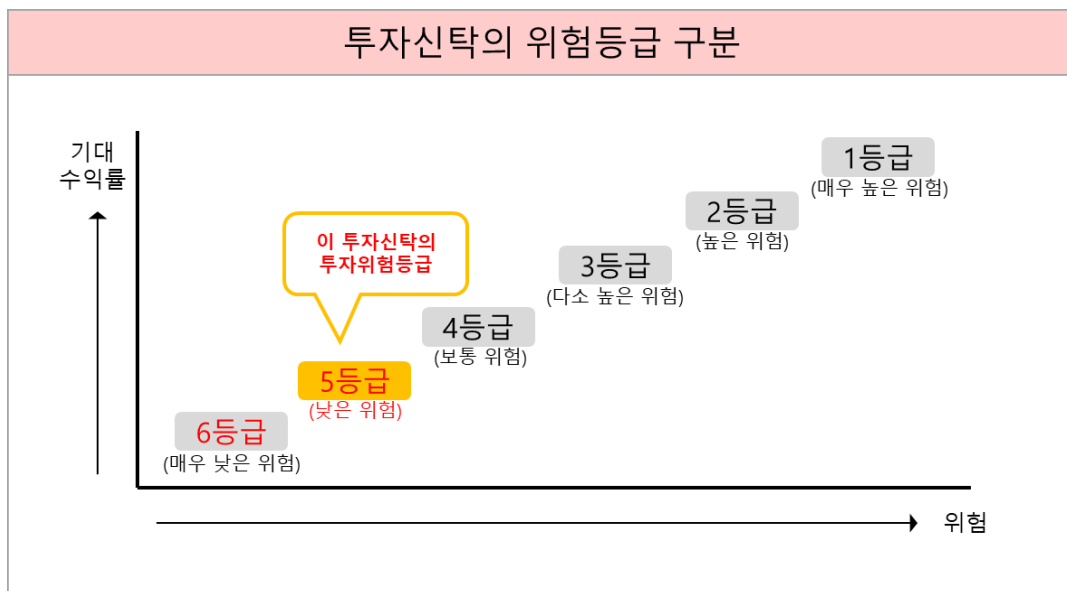 투자신탁의 위험등급 구분
기대
수익률
1등급
(매우 높은 위험)
2등급
(높은 위험)
3등급
(다소 높은 위험)
이 투자신탁의
투자위험등급
4등급
(보통 위험)
5등급
(낮은 위험)
6등급
(매우 낮은 위험)
위험